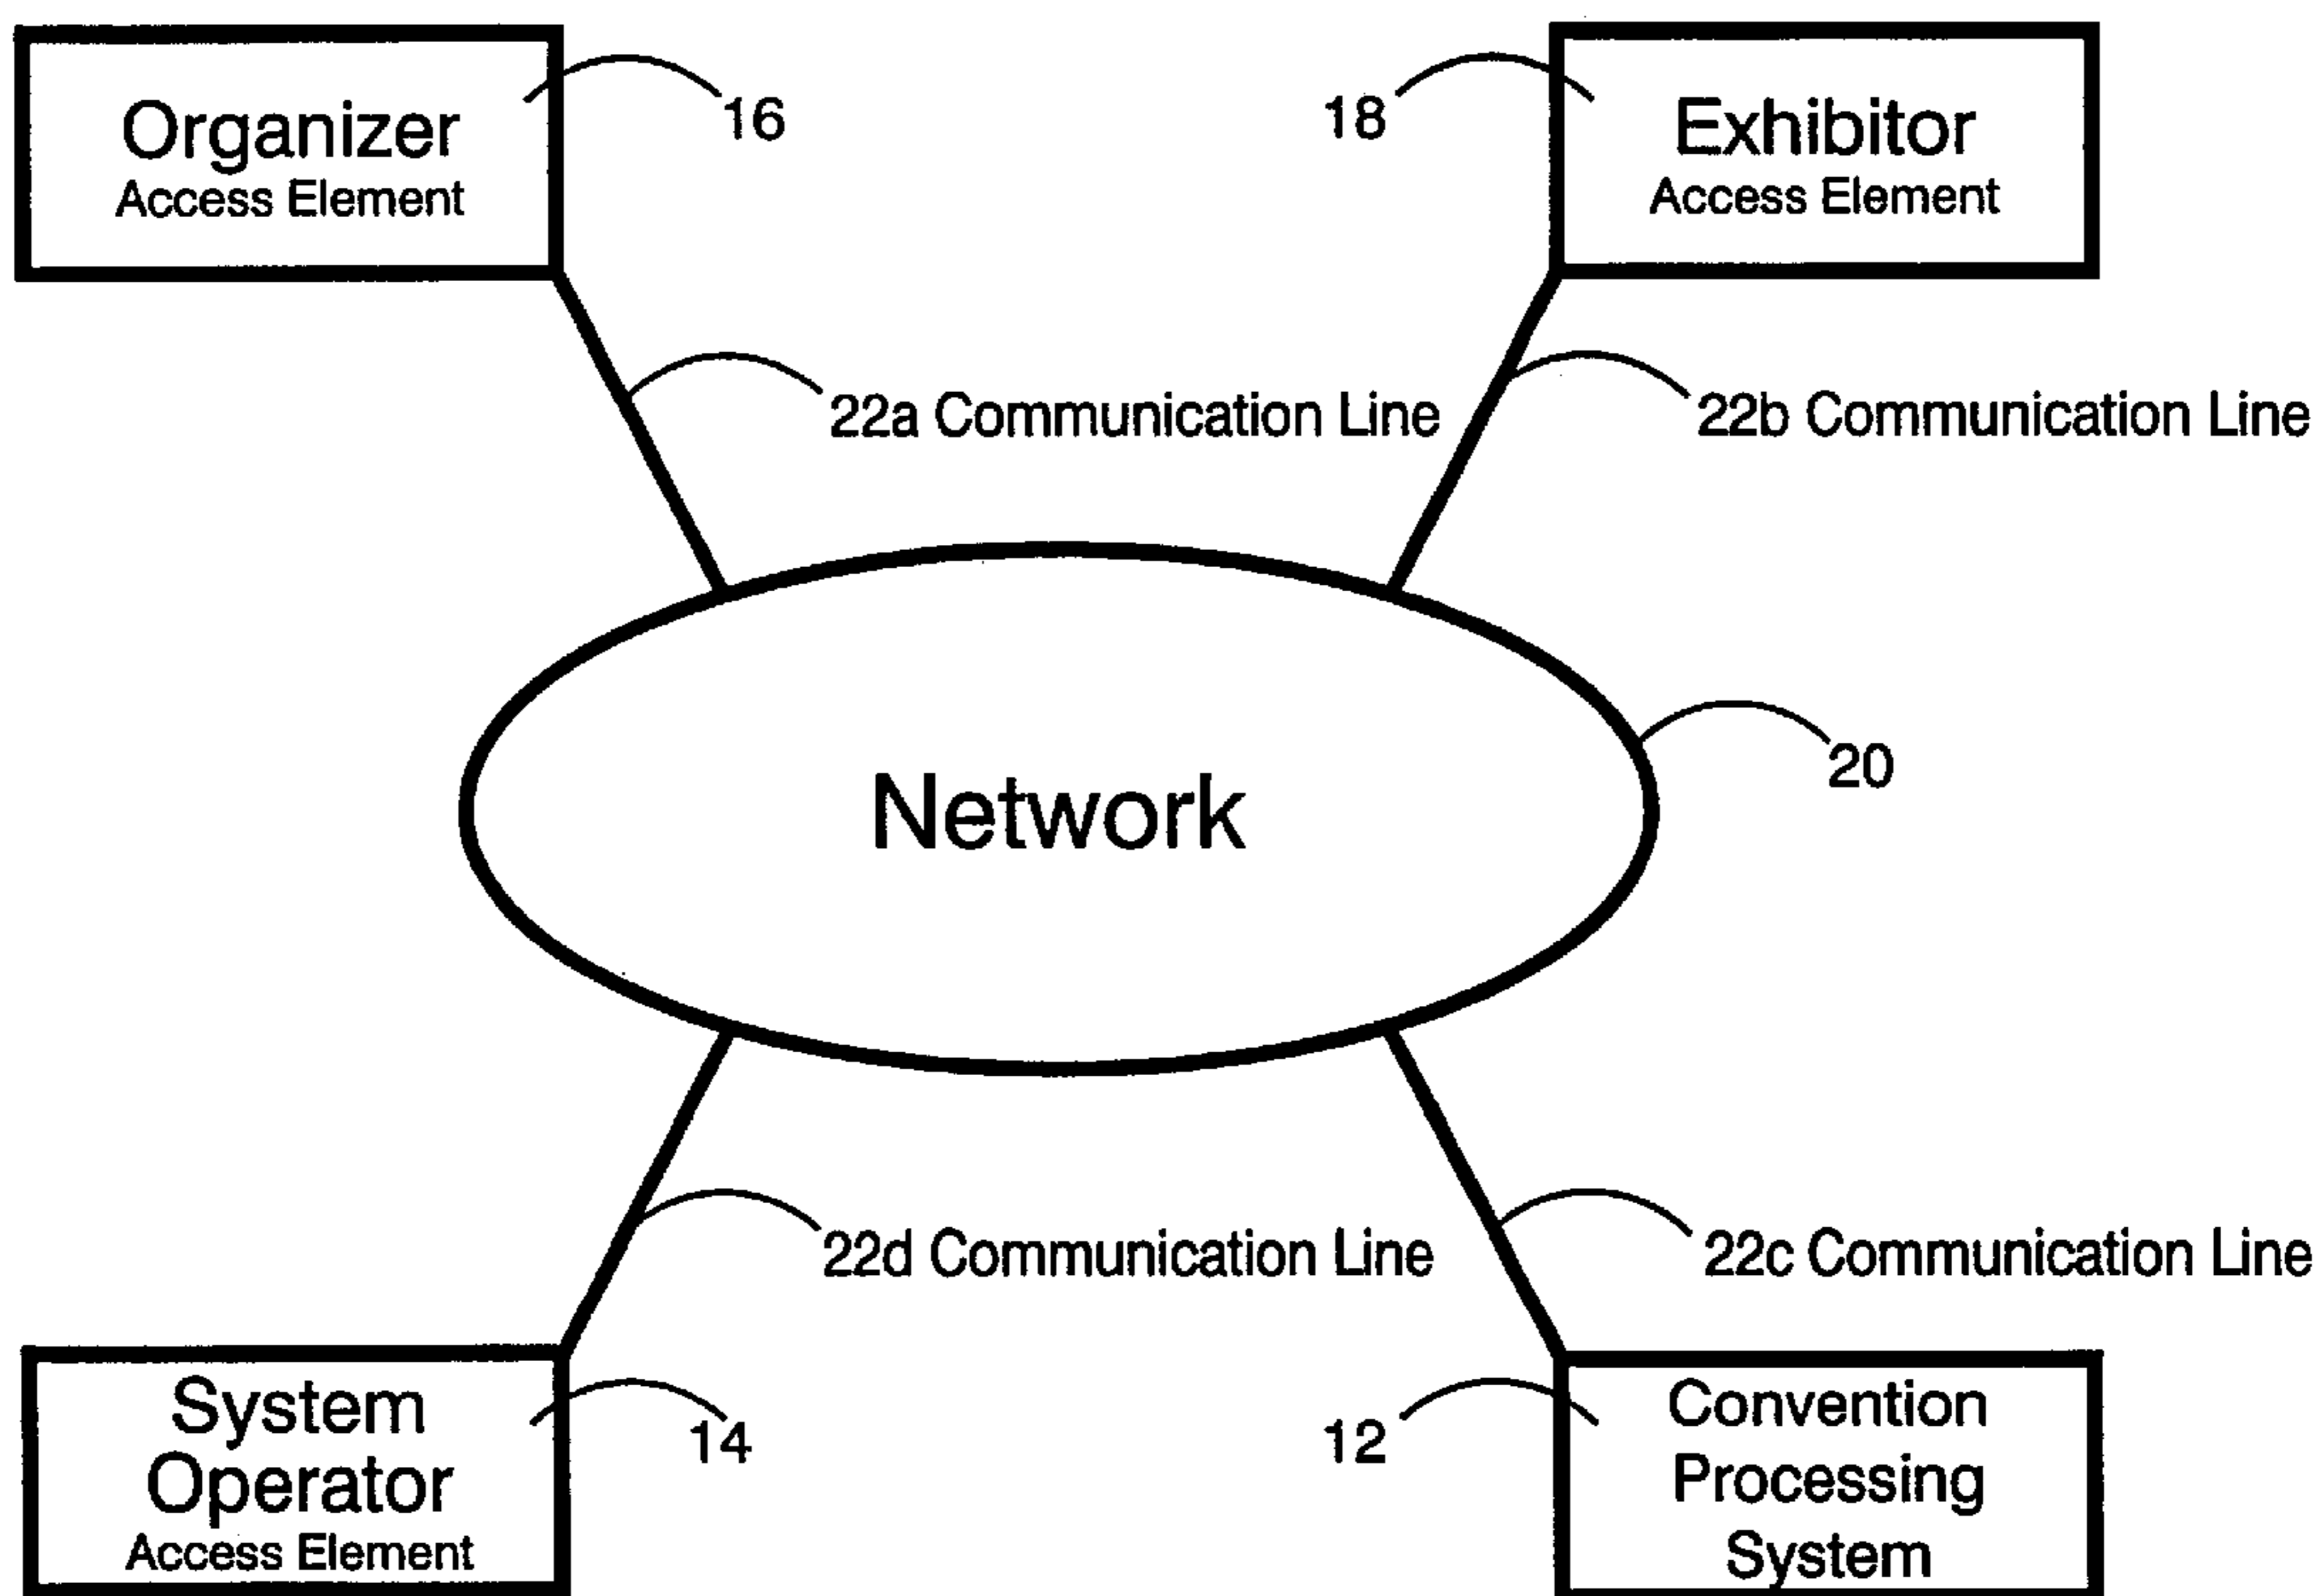 Organizer
Access Element
16
18
Exhibitor
Access Element
22a Communication Line
22b Communication Line
Network
20
22d Communication Line
22c Communication Line
System
Operator
Access Element
14
12
Convention
Processing
System